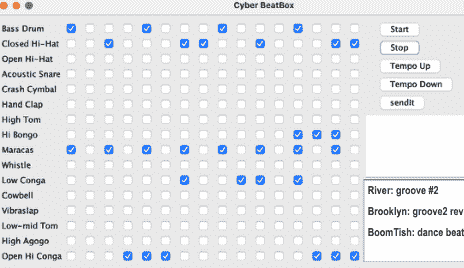 Cyber BeatBox
Bass Drum
Closed Hi-Hat
Open Hi-Hat
Acoustic Snare
Crash Cymbal
Hand Clap
High Tom
Hi Bongo
Maracas
Whistle
Low Conga
Cowbell
Vibraslap
Low-mid Tom
High Agogo
Open Hi Conga
Start
Stop
Tempo Up
Tempo Down
sendIt
River: groove #2
Brooklyn: groove2 rev
BoomTish: dance beat